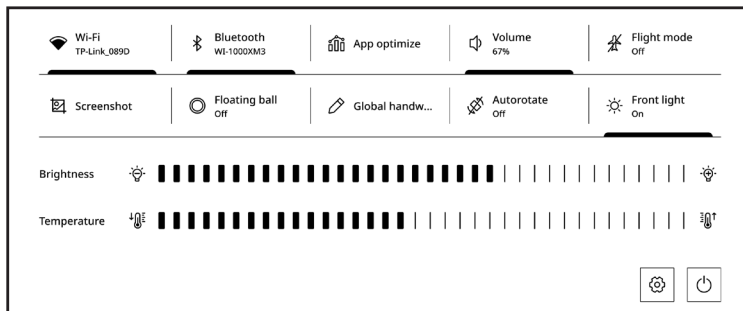 Wi-Fi
TP-Link_089D
Bluetooth
WI-1000XM3
App optimize
Volume
67%
Flight mode
Off
Screenshot
Floating ball
Off
Global handw...
Autorotate
Off
Front light
On
Brightness
Temperature